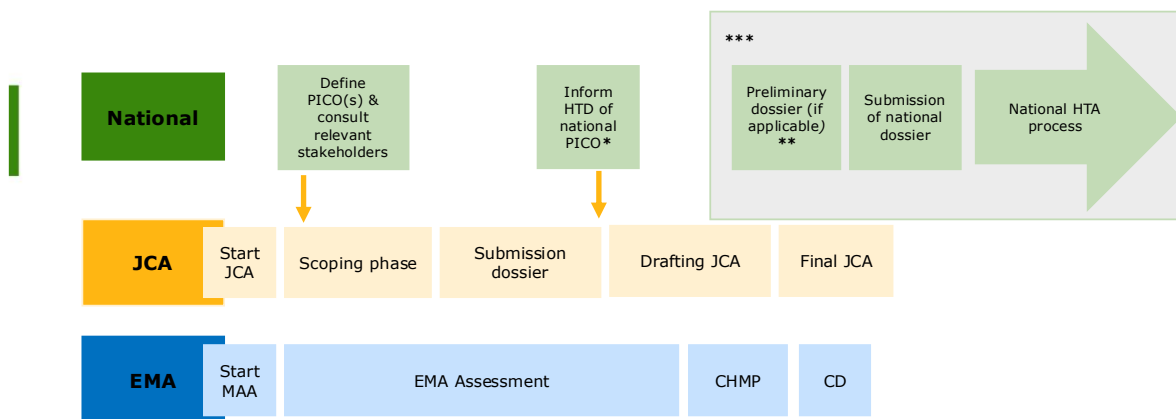 ***
National
Define
PICO(s) &
consult
relevant
stakeholders
Inform
HTD of
national
PICO*
Preliminary
dossier (if
applicable)
**
Submission
of national
dossier
National HTA
process
JCA
Start
JCA
Scoping phase
Submission
dossier
Drafting JCA
Final JCA
EMA
Start
MAA
EMA Assessment
CHMP
CD